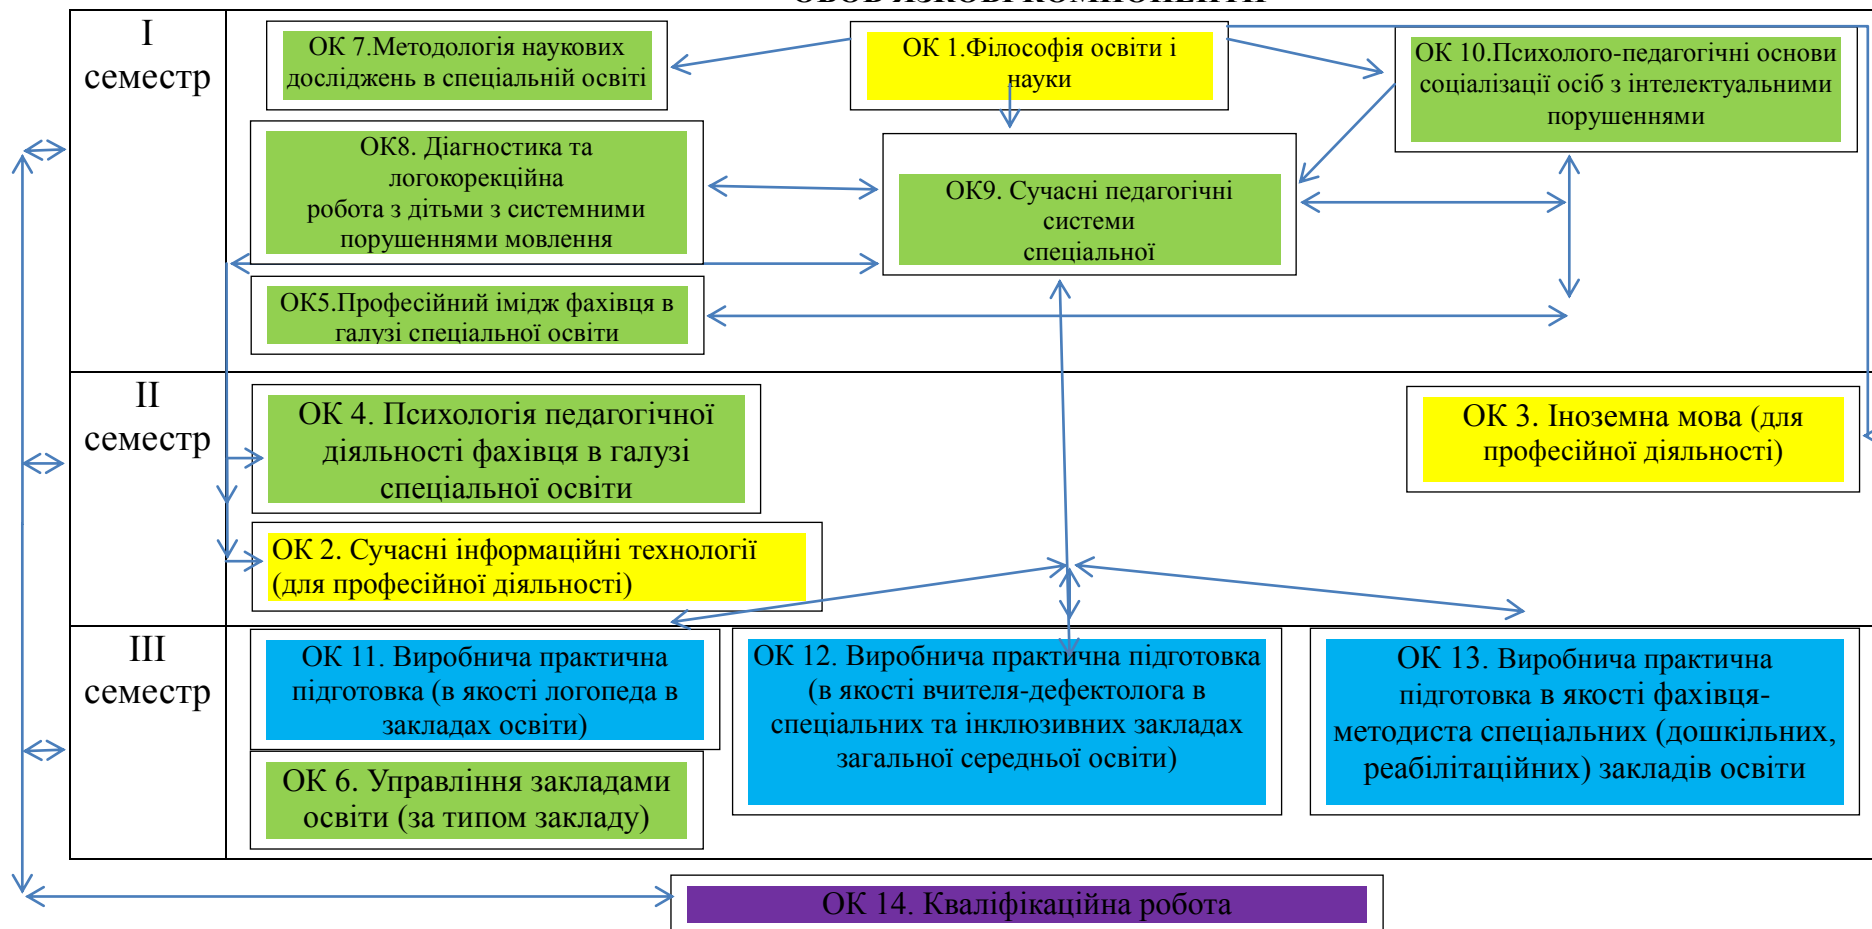 ОБОВ'ЯЗКОВІ КОМПОНЕНТИ
І
семестр
ОК 7.Методологія наукових
досліджень в спеціальній освіті
ОК 1.Філософія освіти і
науки
ОК 10.Психолого-педагогічні основи
соціалізації осіб з інтелектуальними
порушеннями
ОК8. Діагностика та
логокорекційна
робота з дітьми з системними
порушеннями мовлення
ОК9. Сучасні педагогічні
системи
спеціальної
ОК5.Професійний імідж фахівця в
галузі спеціальної освіти
ІІ
семестр
ОК 4. Психологія педагогічної
діяльності фахівця в галузі
спеціальної освіти
ОК 3. Іноземна мова (для
професійної діяльності)
ОК 2. Сучасні інформаційні технології
(для професійної діяльності)
ІІІ
семестр
ОК 11. Виробнича практична
підготовка (в якості логопеда в
закладах освіти)
ОК 12. Виробнича практична підготовка
(в якості вчителя-дефектолога в
спеціальних та інклюзивних закладах
загальної середньої освіти)
ОК 13. Виробнича практична
підготовка в якості фахівця-
методиста спеціальних (дошкільних,
реабілітаційних) закладів освіти
ОК 6. Управління закладами
освіти (за типом закладу)
ОК 14. Кваліфікаційна робота